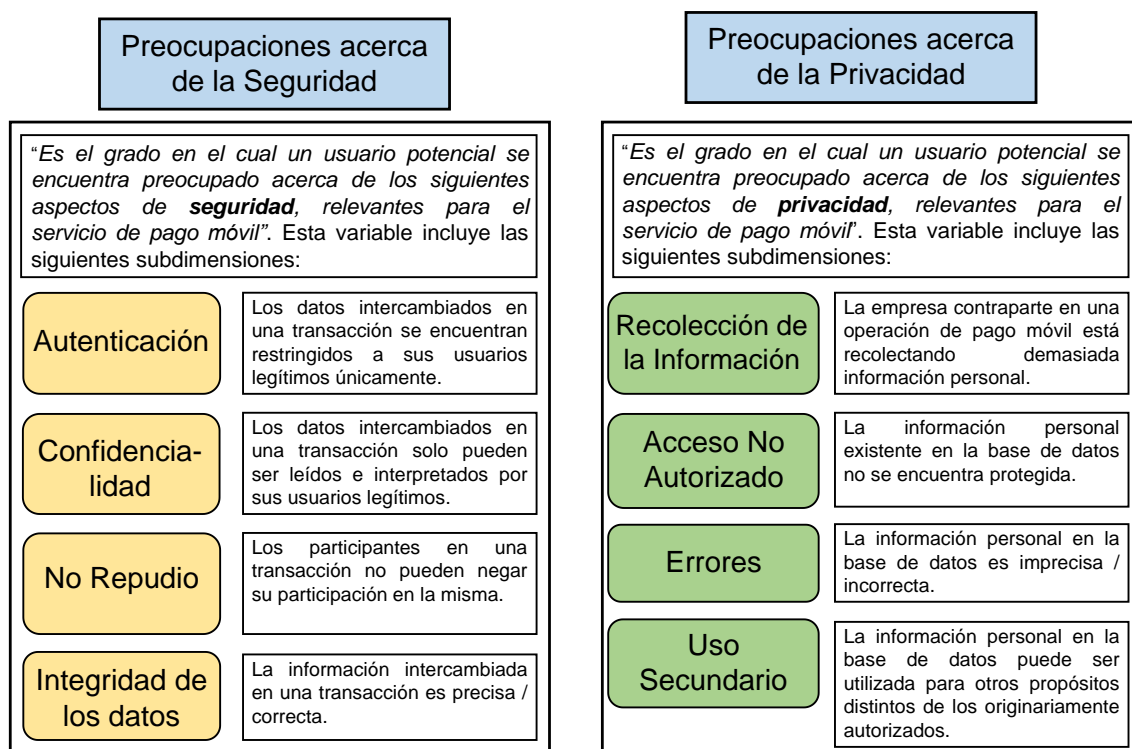 Preocupaciones acerca
de la Seguridad
“Es el grado en el cual un usuario potencial se
encuentra preocupado acerca de los siguientes
aspectos de seguridad, relevantes para el
servicio de pago móvil”. Esta variable incluye las
siguientes subdimensiones:
Autenticación
Los datos intercambiados en
una transacción se encuentran
restringidos a sus usuarios
legítimos únicamente.
Confidencia-
lidad
Los datos intercambiados en
una transacción solo pueden
ser leídos e interpretados por
sus usuarios legítimos.
No Repudio
Los participantes en una
transacción no pueden negar
su participación en la misma.
Integridad de
los datos
La información intercambiada
en una transacción es precisa /
correcta.
Preocupaciones acerca
de la Privacidad
“Es el grado en el cual un usuario potencial se
encuentra preocupado acerca de los siguientes
aspectos de privacidad, relevantes para el
servicio de pago móvil”. Esta variable incluye las
siguientes subdimensiones:
Recolección de
la Información
La empresa contraparte en una
operación de pago móvil está
recolectando demasiada
información personal.
Acceso No
Autorizado
La información personal
existente en la base de datos
no se encuentra protegida.
Errores
La información personal en la
base de datos es imprecisa /
incorrecta.
Uso
Secundario
La información personal en la
base de datos puede ser
utilizada para otros propósitos
distintos de los originariamente
autorizados.